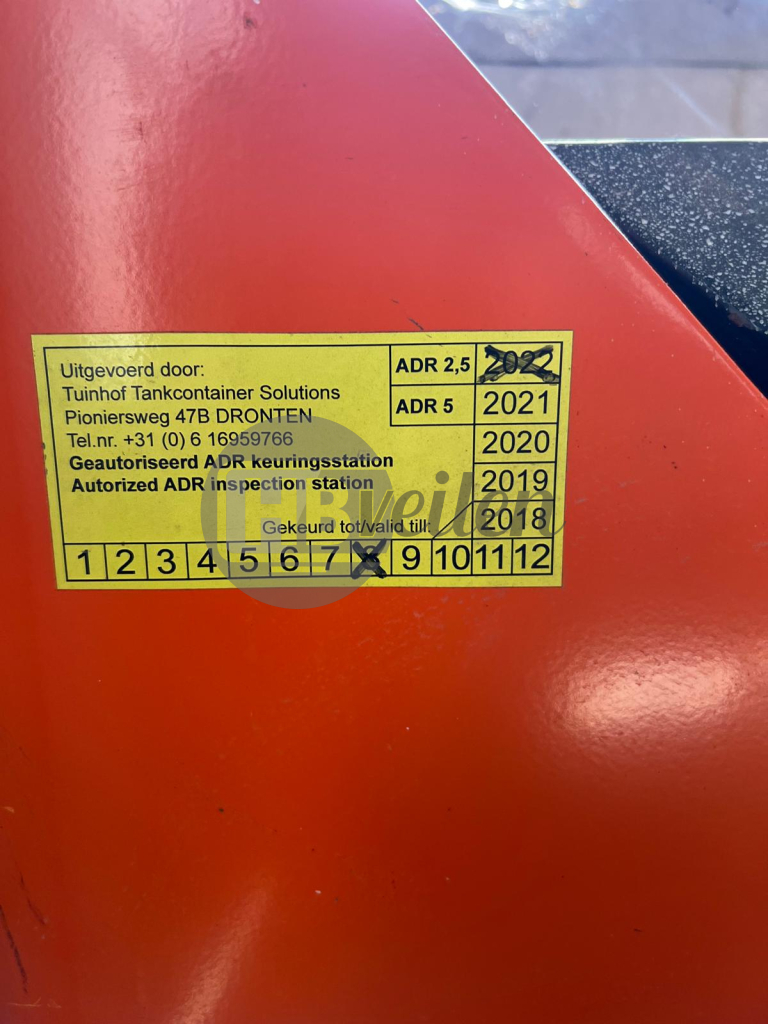 Uitgevoerd door:
Tuinhof Tankcontainer Solutions
Pioniersweg 47B DRONTEN
Tel.nr. +31 (0) 6 16959766
Geautoriseerd ADR keuringsstation
Autorized ADR inspection station
Gekeurd tot/valid till:
ADR 2,5 2022
ADR 5 2021
2020
2019
2018
1 2 3 4 5 6 7 8 9 10 11 12
HB veilen